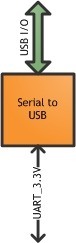 USB I/O
Serial to
USB
UART_3.3V